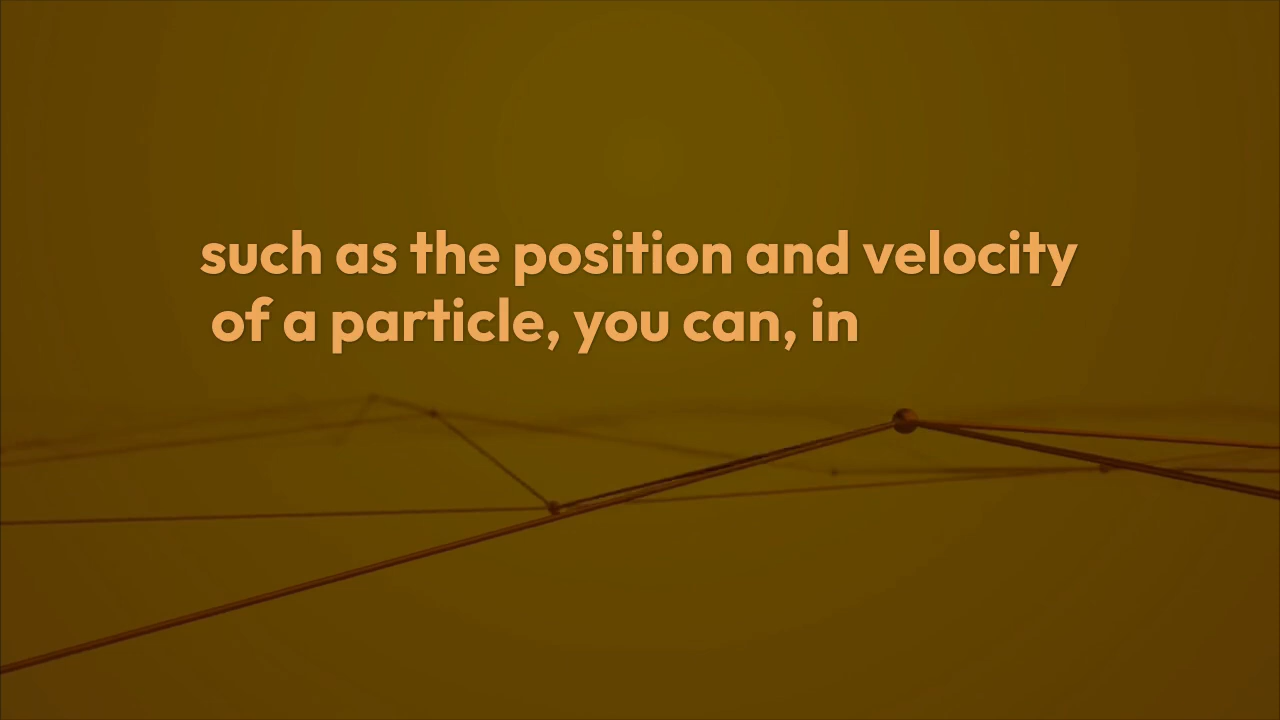 such as the position and velocity
of a particle, you can, in